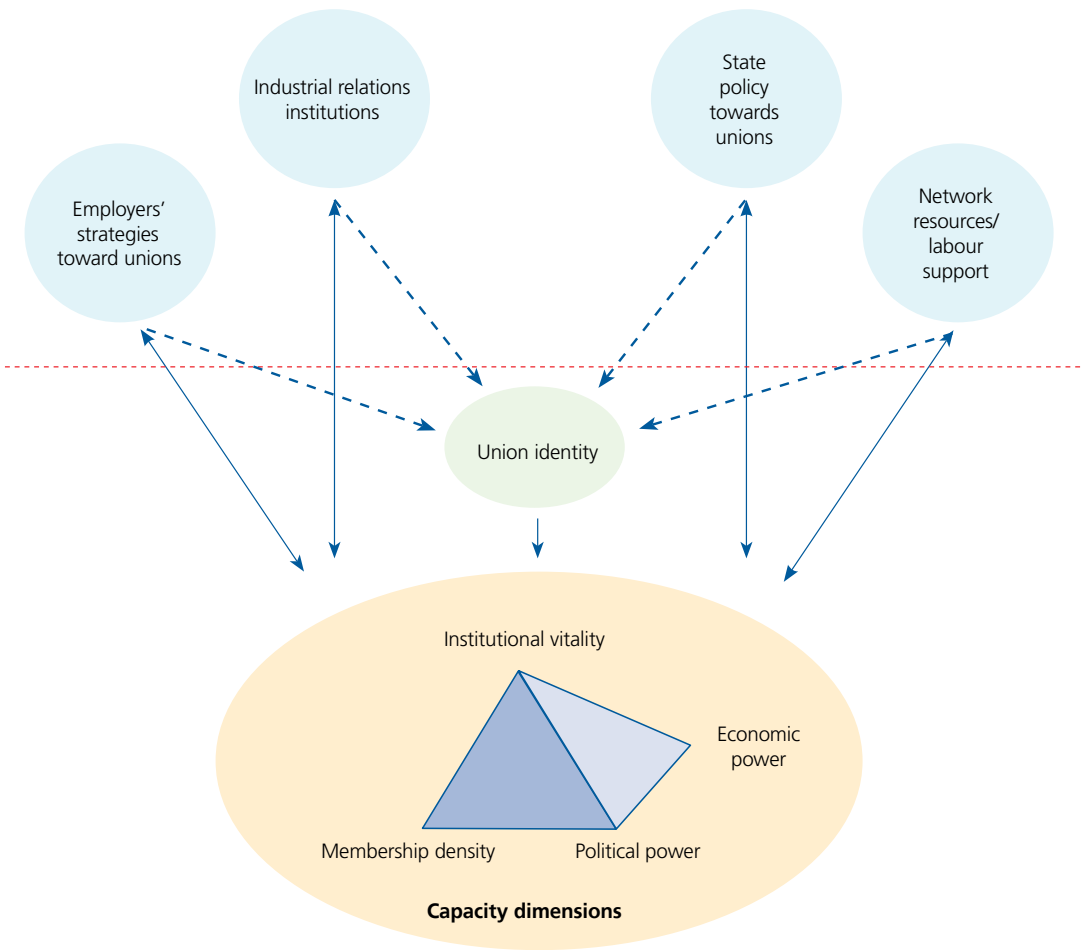 Industrial relations
institutions
State
policy
towards
unions
Employers’
strategies
toward unions
Network
resources/
labour
support
Union identity
Institutional vitality
Economic
power
Membership density
Political power
Capacity dimensions